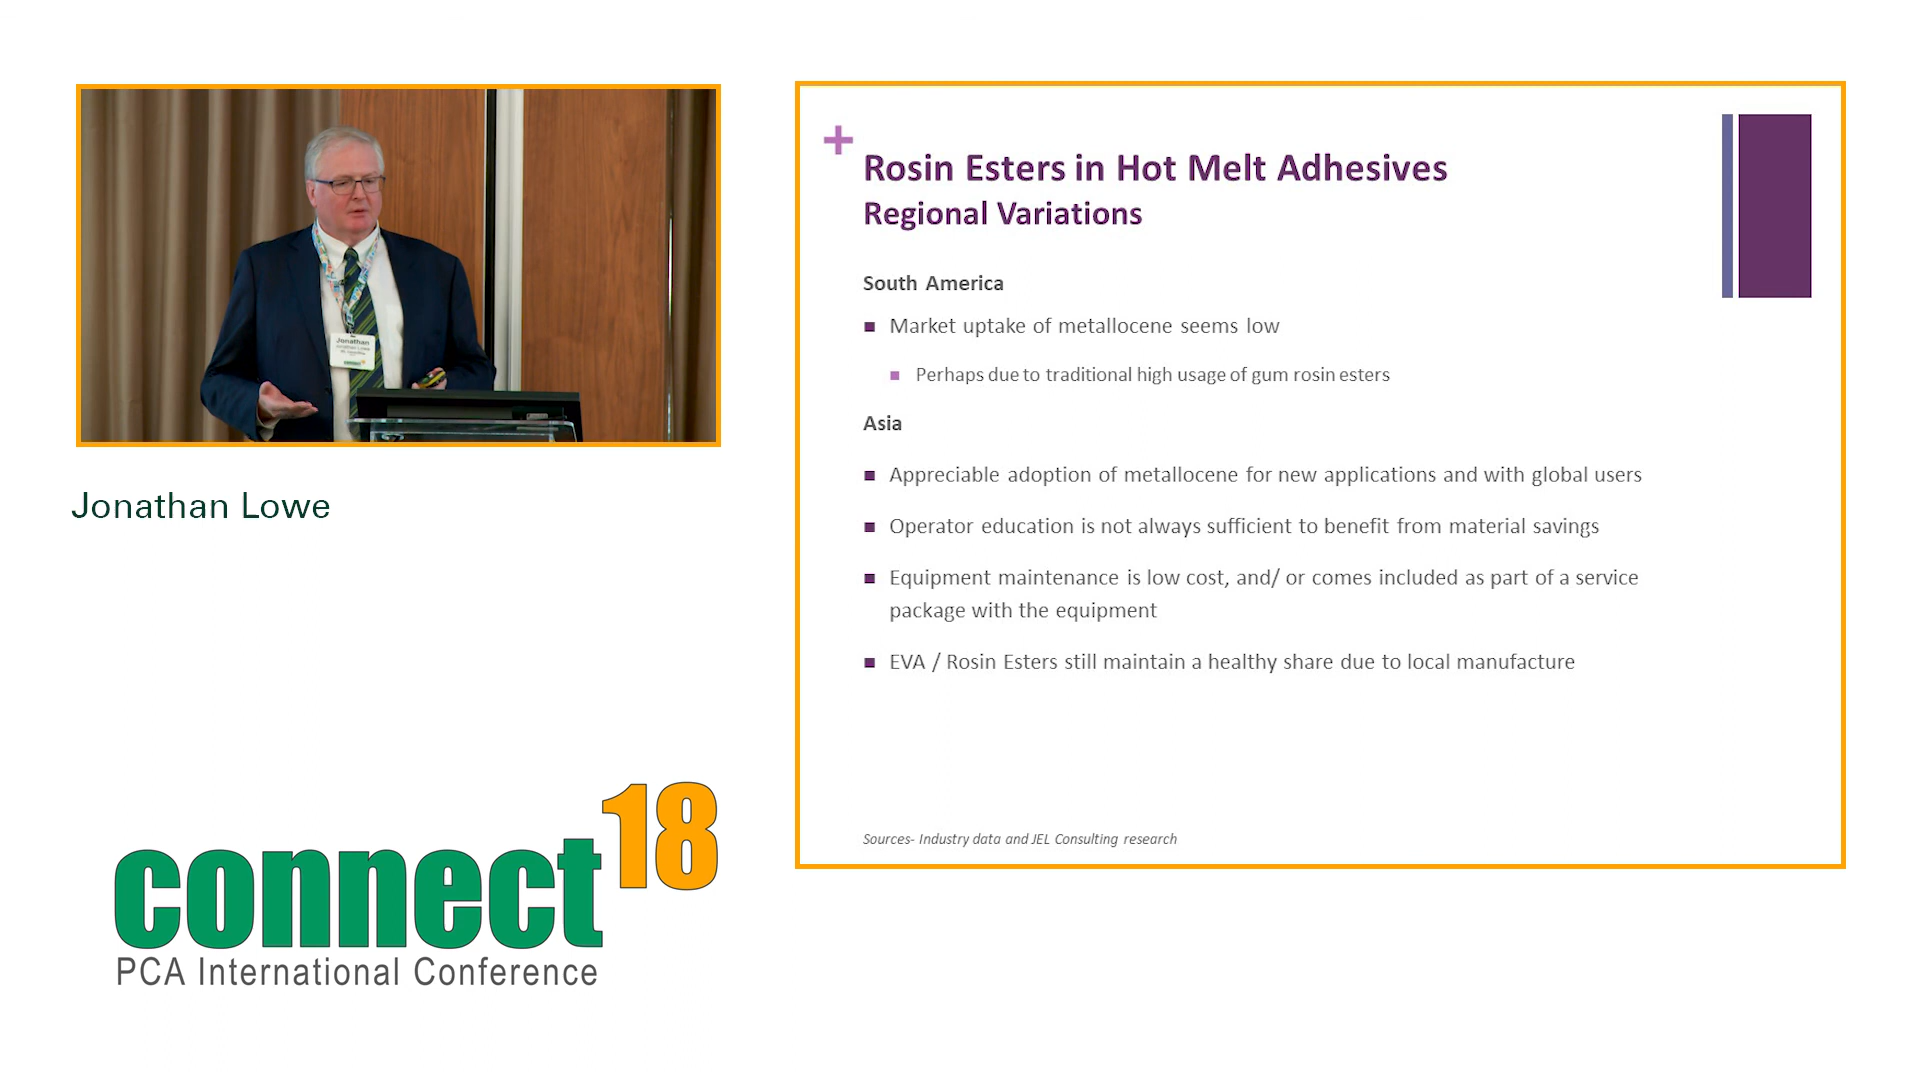 Jonathan
Jonathan Lowe
Jonathan Lowe
connect18
PCA International Conference
+
Rosin Esters in Hot Melt Adhesives
Regional Variations
South America
■ Market uptake of metallocene seems low
■ Perhaps due to traditional high usage of gum rosin esters
Asia
■ Appreciable adoption of metallocene for new applications and with global users
■ Operator education is not always sufficient to benefit from material savings
■ Equipment maintenance is low cost, and/ or comes included as part of a service
package with the equipment
■ EVA / Rosin Esters still maintain a healthy share due to local manufacture
Sources- Industry data and JEL Consulting research